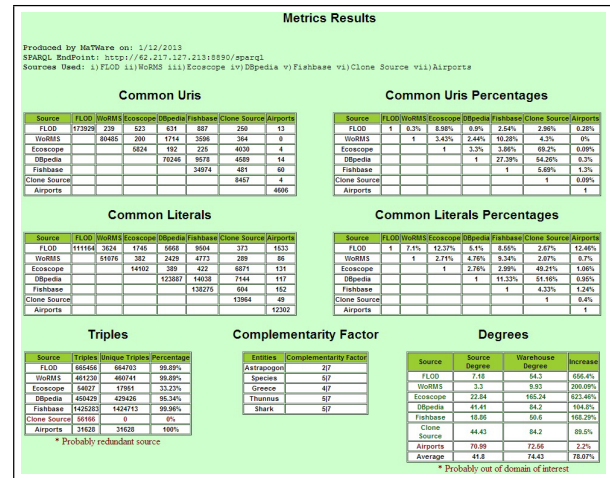 Metrics Results
Produced by MaTWare on: 1/12/2013
SPARQL EndPoint: http://62.217.127.213:8890/sparql
Sources Used: i)FLOD ii)WoRMS iii)Ecoscope iv)DBpedia v)Fishbase vi)Clone Source vii)Airports
Common Uris
Source FLOD WoRMS Ecoscope DBpedia Fishbase Clone Source Airports
FLOD 173929 239 523 631 887 250 13
WoRMS 80485 200 1714 3596 364 0
Ecoscope 5824 192 225 4030 4
DBpedia 70246 9578 4589 14
Fishbase 34974 481 60
Clone Source 8457 4
Airports 4606
Common Uris Percentages
Source FLOD WoRMS Ecoscope DBpedia Fishbase Clone Source Airports
FLOD 1 0.3% 8.98% 0.9% 2.54% 2.96% 0.28%
WoRMS 1 3.43% 2.44% 10.28% 4.3% 0%
Ecoscope 1 3.3% 3.86% 69.2% 0.09%
DBpedia 1 27.39% 54.26% 0.3%
Fishbase 1 5.69% 1.3%
Clone Source 1 0.09%
Airports 1
Common Literals
Source FLOD WoRMS Ecoscope DBpedia Fishbase Clone Source Airports
FLOD 111164 3624 1745 5668 9504 373 1533
WoRMS 51076 382 2429 4773 289 86
Ecoscope 14102 389 422 6871 131
DBpedia 123887 14038 7144 117
Fishbase 138275 604 152
Clone Source 13964 49
Airports 12302
Common Literals Percentages
Source FLOD WoRMS Ecoscope DBpedia Fishbase Clone Source Airports
FLOD 1 7.1% 12.37% 5.1% 8.55% 2.67% 12.46%
WoRMS 1 2.71% 4.76% 9.34% 2.07% 0.7%
Ecoscope 1 2.76% 2.99% 49.21% 1.06%
DBpedia 1 11.33% 51.16% 0.95%
Fishbase 1 4.33% 1.24%
Clone Source 1 0.4%
Airports 1
Triples
Source Triples Unique Triples Percentage
FLOD 665456 664703 99.89%
WoRMS 461230 460741 99.89%
Ecoscope 54027 17951 33.23%
DBpedia 450429 429426 95.34%
Fishbase 1425283 1424713 99.96%
Clone Source 56166 0 0%
Airports 31628 31628 100%
* Probably redundant source
Complementarity Factor
Entities Complementarity Factor
Astrapogon 2|7
Species 5|7
Greece 4|7
Thunnus 5|7
Shark 5|7
Degrees
Source Source Degree Warehouse Degree Increase
FLOD 7.18 54.3 656.4%
WoRMS 3.3 9.93 200.09%
Ecoscope 22.84 165.24 623.46%
DBpedia 41.41 84.2 104.8%
Fishbase 18.86 50.6 168.29%
Clone Source 44.43 84.2 89.5%
Airports 70.99 72.56 2.2%
Average 41.8 74.43 78.07%
* Probably out of domain of interest